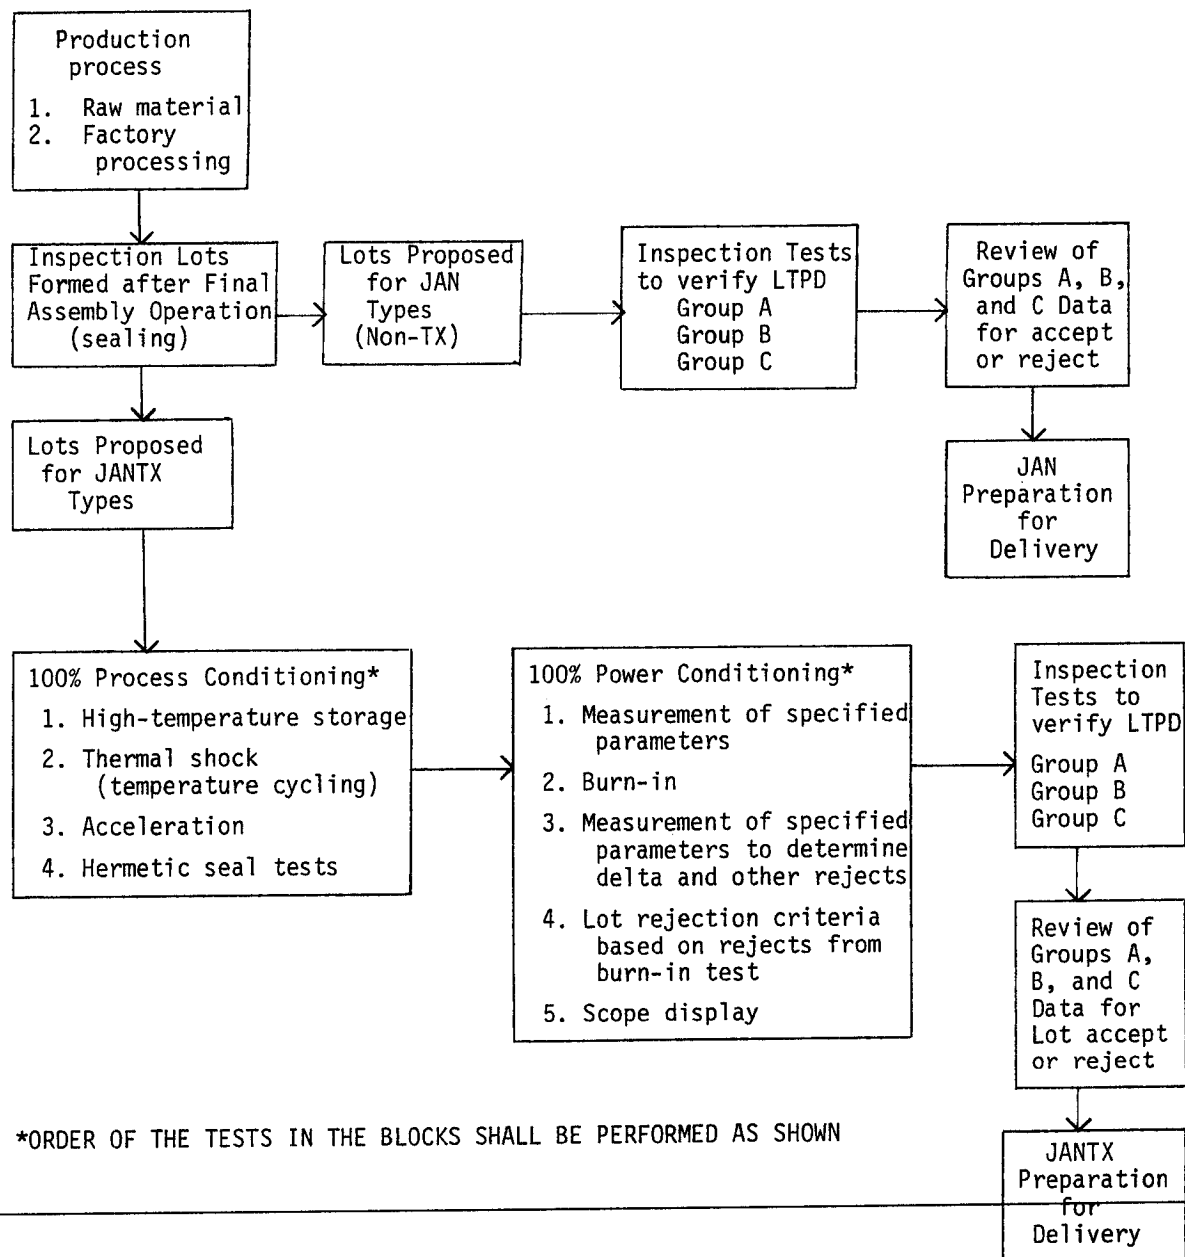 Production
process
1. Raw material
2. Factory
processing
Inspection Lots
Formed after Final
Assembly Operation
(sealing)
Lots Proposed
for JAN
Types
(Non-TX)
Inspection Tests
to verify LTPD
Group A
Group B
Group C
Review of
Groups A, B,
and C Data
for accept
or reject
JAN
Preparation
for
Delivery
Lots Proposed
for JANTX
Types
100% Process Conditioning*
1. High-temperature storage
2. Thermal shock
(temperature cycling)
3. Acceleration
4. Hermetic seal tests
100% Power Conditioning*
1. Measurement of specified
parameters
2. Burn-in
3. Measurement of specified
parameters to determine
delta and other rejects
4. Lot rejection criteria
based on rejects from
burn-in test
5. Scope display
Inspection
Tests to
verify LTPD
Group A
Group B
Group C
Review of
Groups A,
B, and C
Data for
Lot accept
or reject
JANTX
Preparation
for
Delivery
*ORDER OF THE TESTS IN THE BLOCKS SHALL BE PERFORMED AS SHOWN